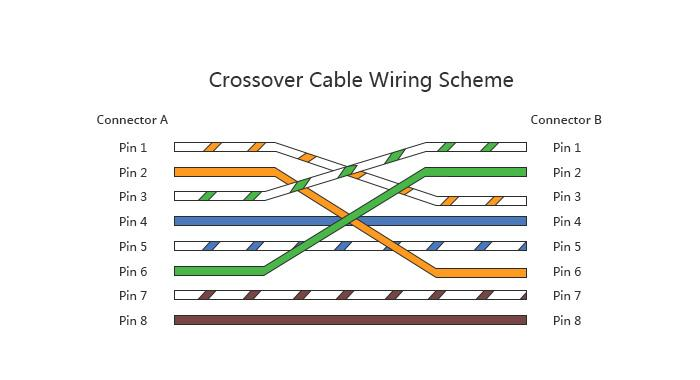 Crossover Cable Wiring Scheme
Connector A Connector B
Pin 1 Pin 1
Pin 2 Pin 2
Pin 3 Pin 3
Pin 4 Pin 4
Pin 5 Pin 5
Pin 6 Pin 6
Pin 7 Pin 7
Pin 8 Pin 8